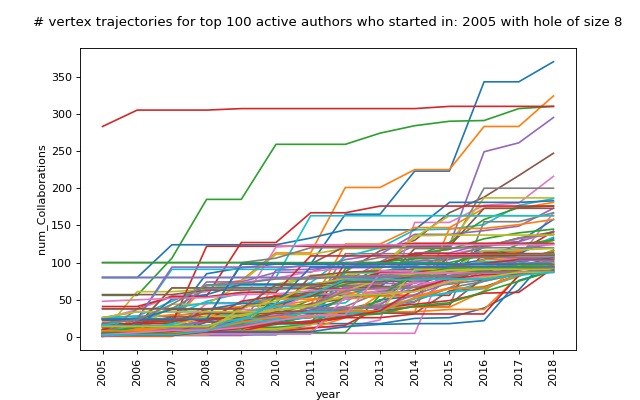 # vertex trajectories for top 100 active authors who started in: 2005 with hole of size 8
350
300
250
200
150
100
50
0
num_Collaborations
2005 2006 2007 2008 2009 2010 2011 2012 2013 2014 2015 2016 2017 2018
year